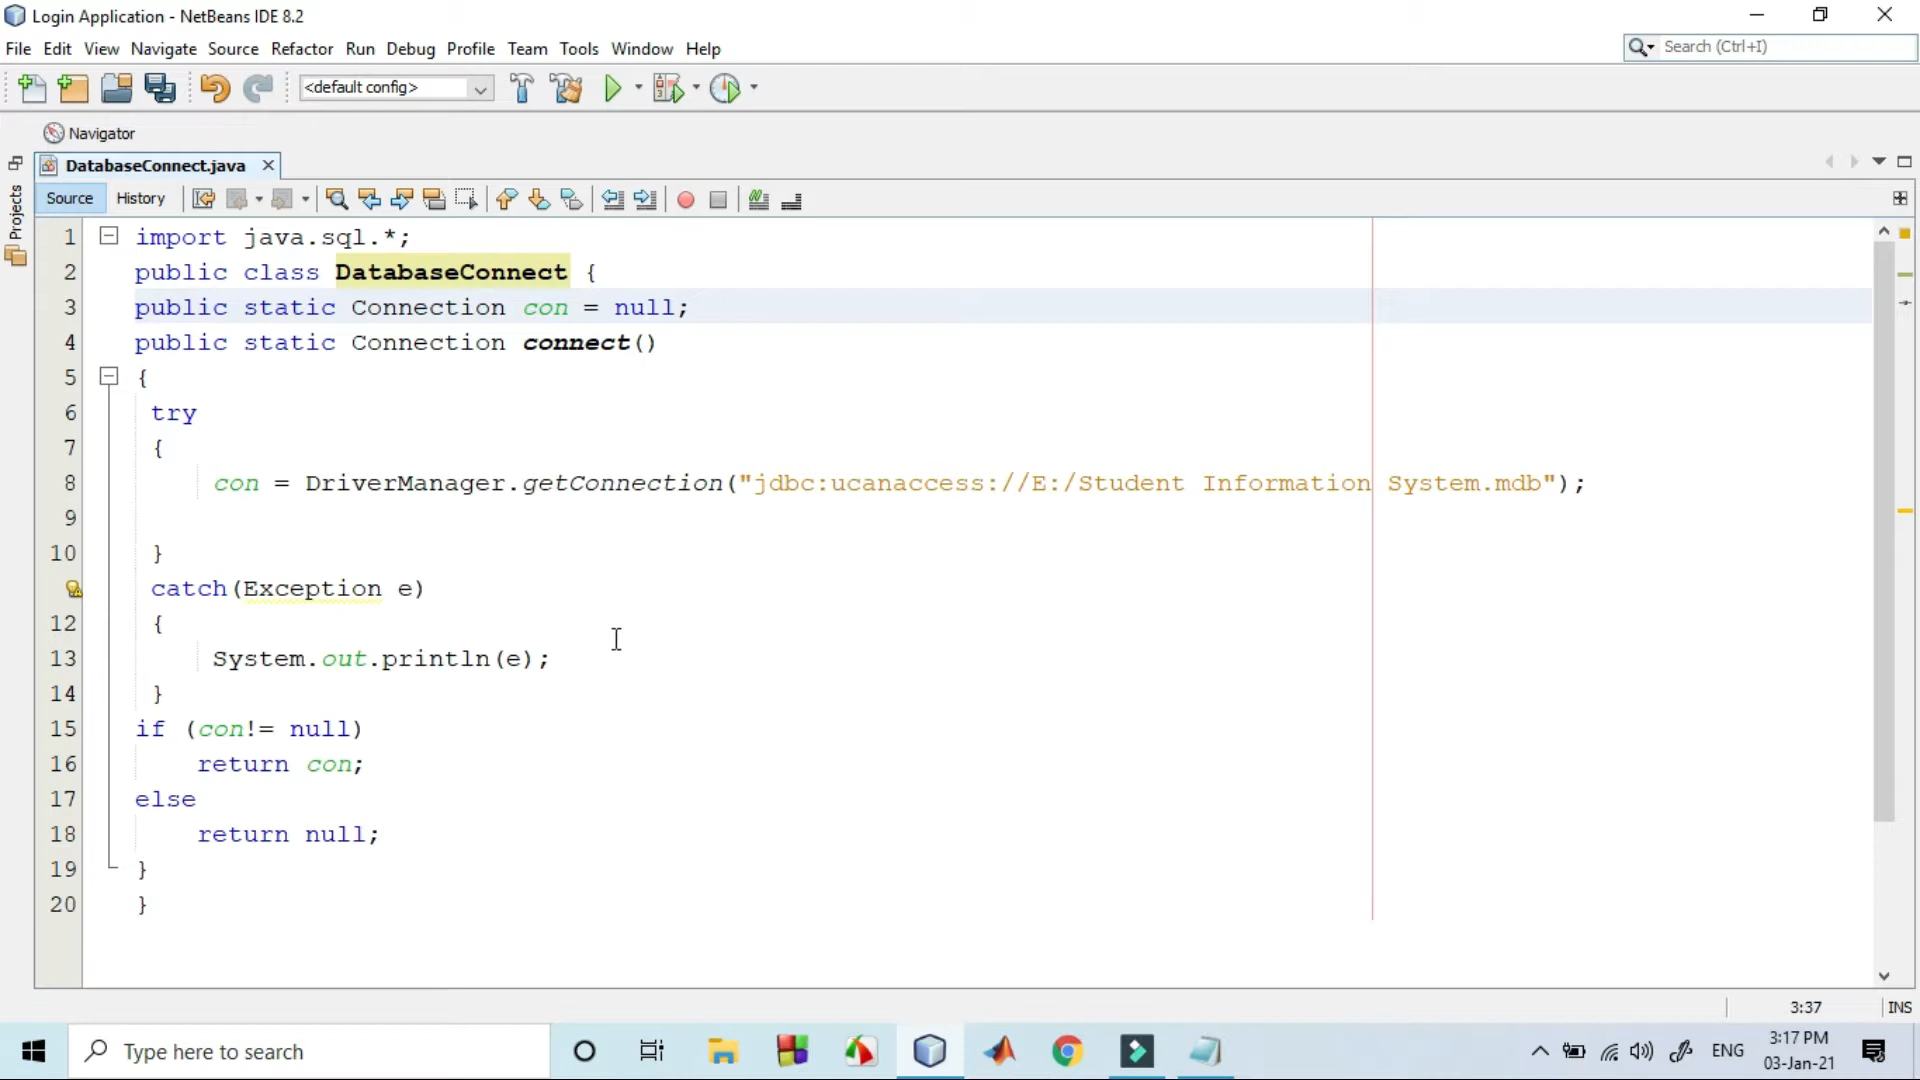 Login Application - NetBeans IDE 8.2
File Edit View Navigate Source Refactor Run Debug Profile Team Tools Window Help
Search (Ctrl+I)
<default config>
Navigator
Projects
DatabaseConnect.java
Source History
1 import java.sql.*;
2 public class DatabaseConnect {
3 public static Connection con = null;
4 public static Connection connect()
5 {
6 try
7 {
8 con = DriverManager.getConnection("jdbc:ucanaccess://E:/Student Information System.mdb");
9
10 }
catch(Exception e)
12 {
13 System.out.println(e);
14 }
15 if (con!= null)
16 return con;
17 else
18 return null;
19 }
20 }
3:37 INS
Type here to search
ENG
3:17 PM
03-Jan-21